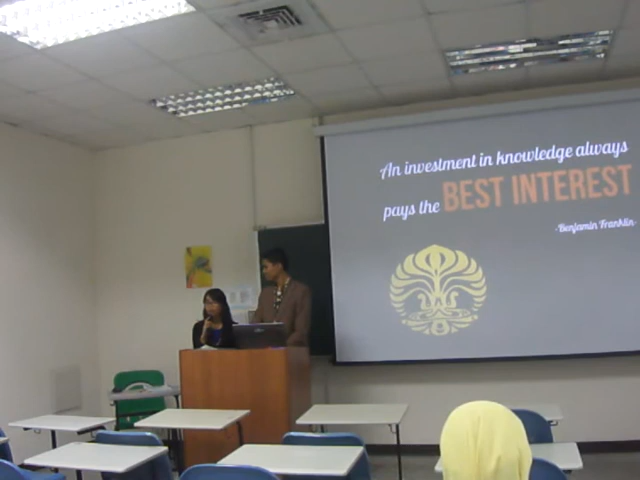 An investment in knowledge always
pays the BEST INTEREST
-Benjamin Franklin-